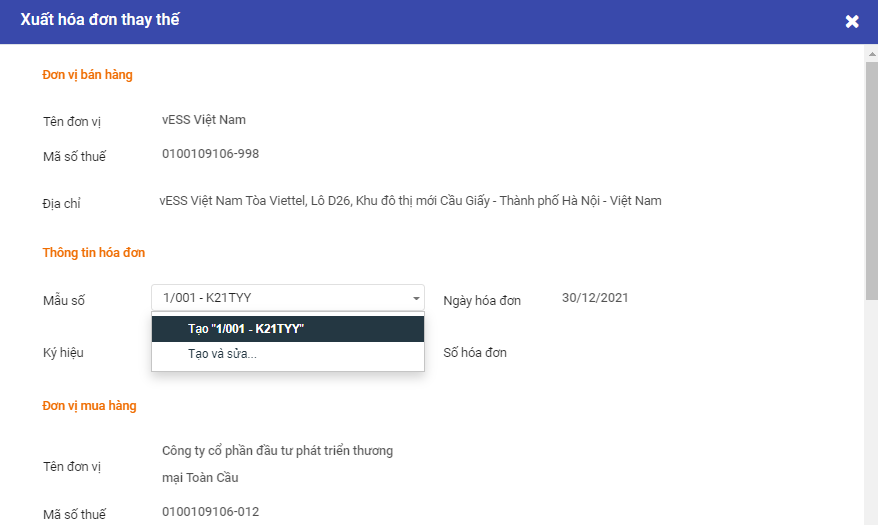 Xuất hóa đơn thay thế
Đơn vị bán hàng
Tên đơn vị
vESS Việt Nam
Mã số thuế
0100109106-998
Địa chỉ
vESS Việt Nam Tòa Viettel, Lô D26, Khu đô thị mới Cầu Giấy - Thành phố Hà Nội - Việt Nam
Thông tin hóa đơn
Mẫu số
1/001 - K21TYY
Ngày hóa đơn
30/12/2021
Tạo "1/001 - K21TYY"
Ký hiệu
Tạo và sửa...
Số hóa đơn
Đơn vị mua hàng
Tên đơn vị
Công ty cổ phần đầu tư phát triển thương
mại Toàn Cầu
Mã số thuế
0100109106-012